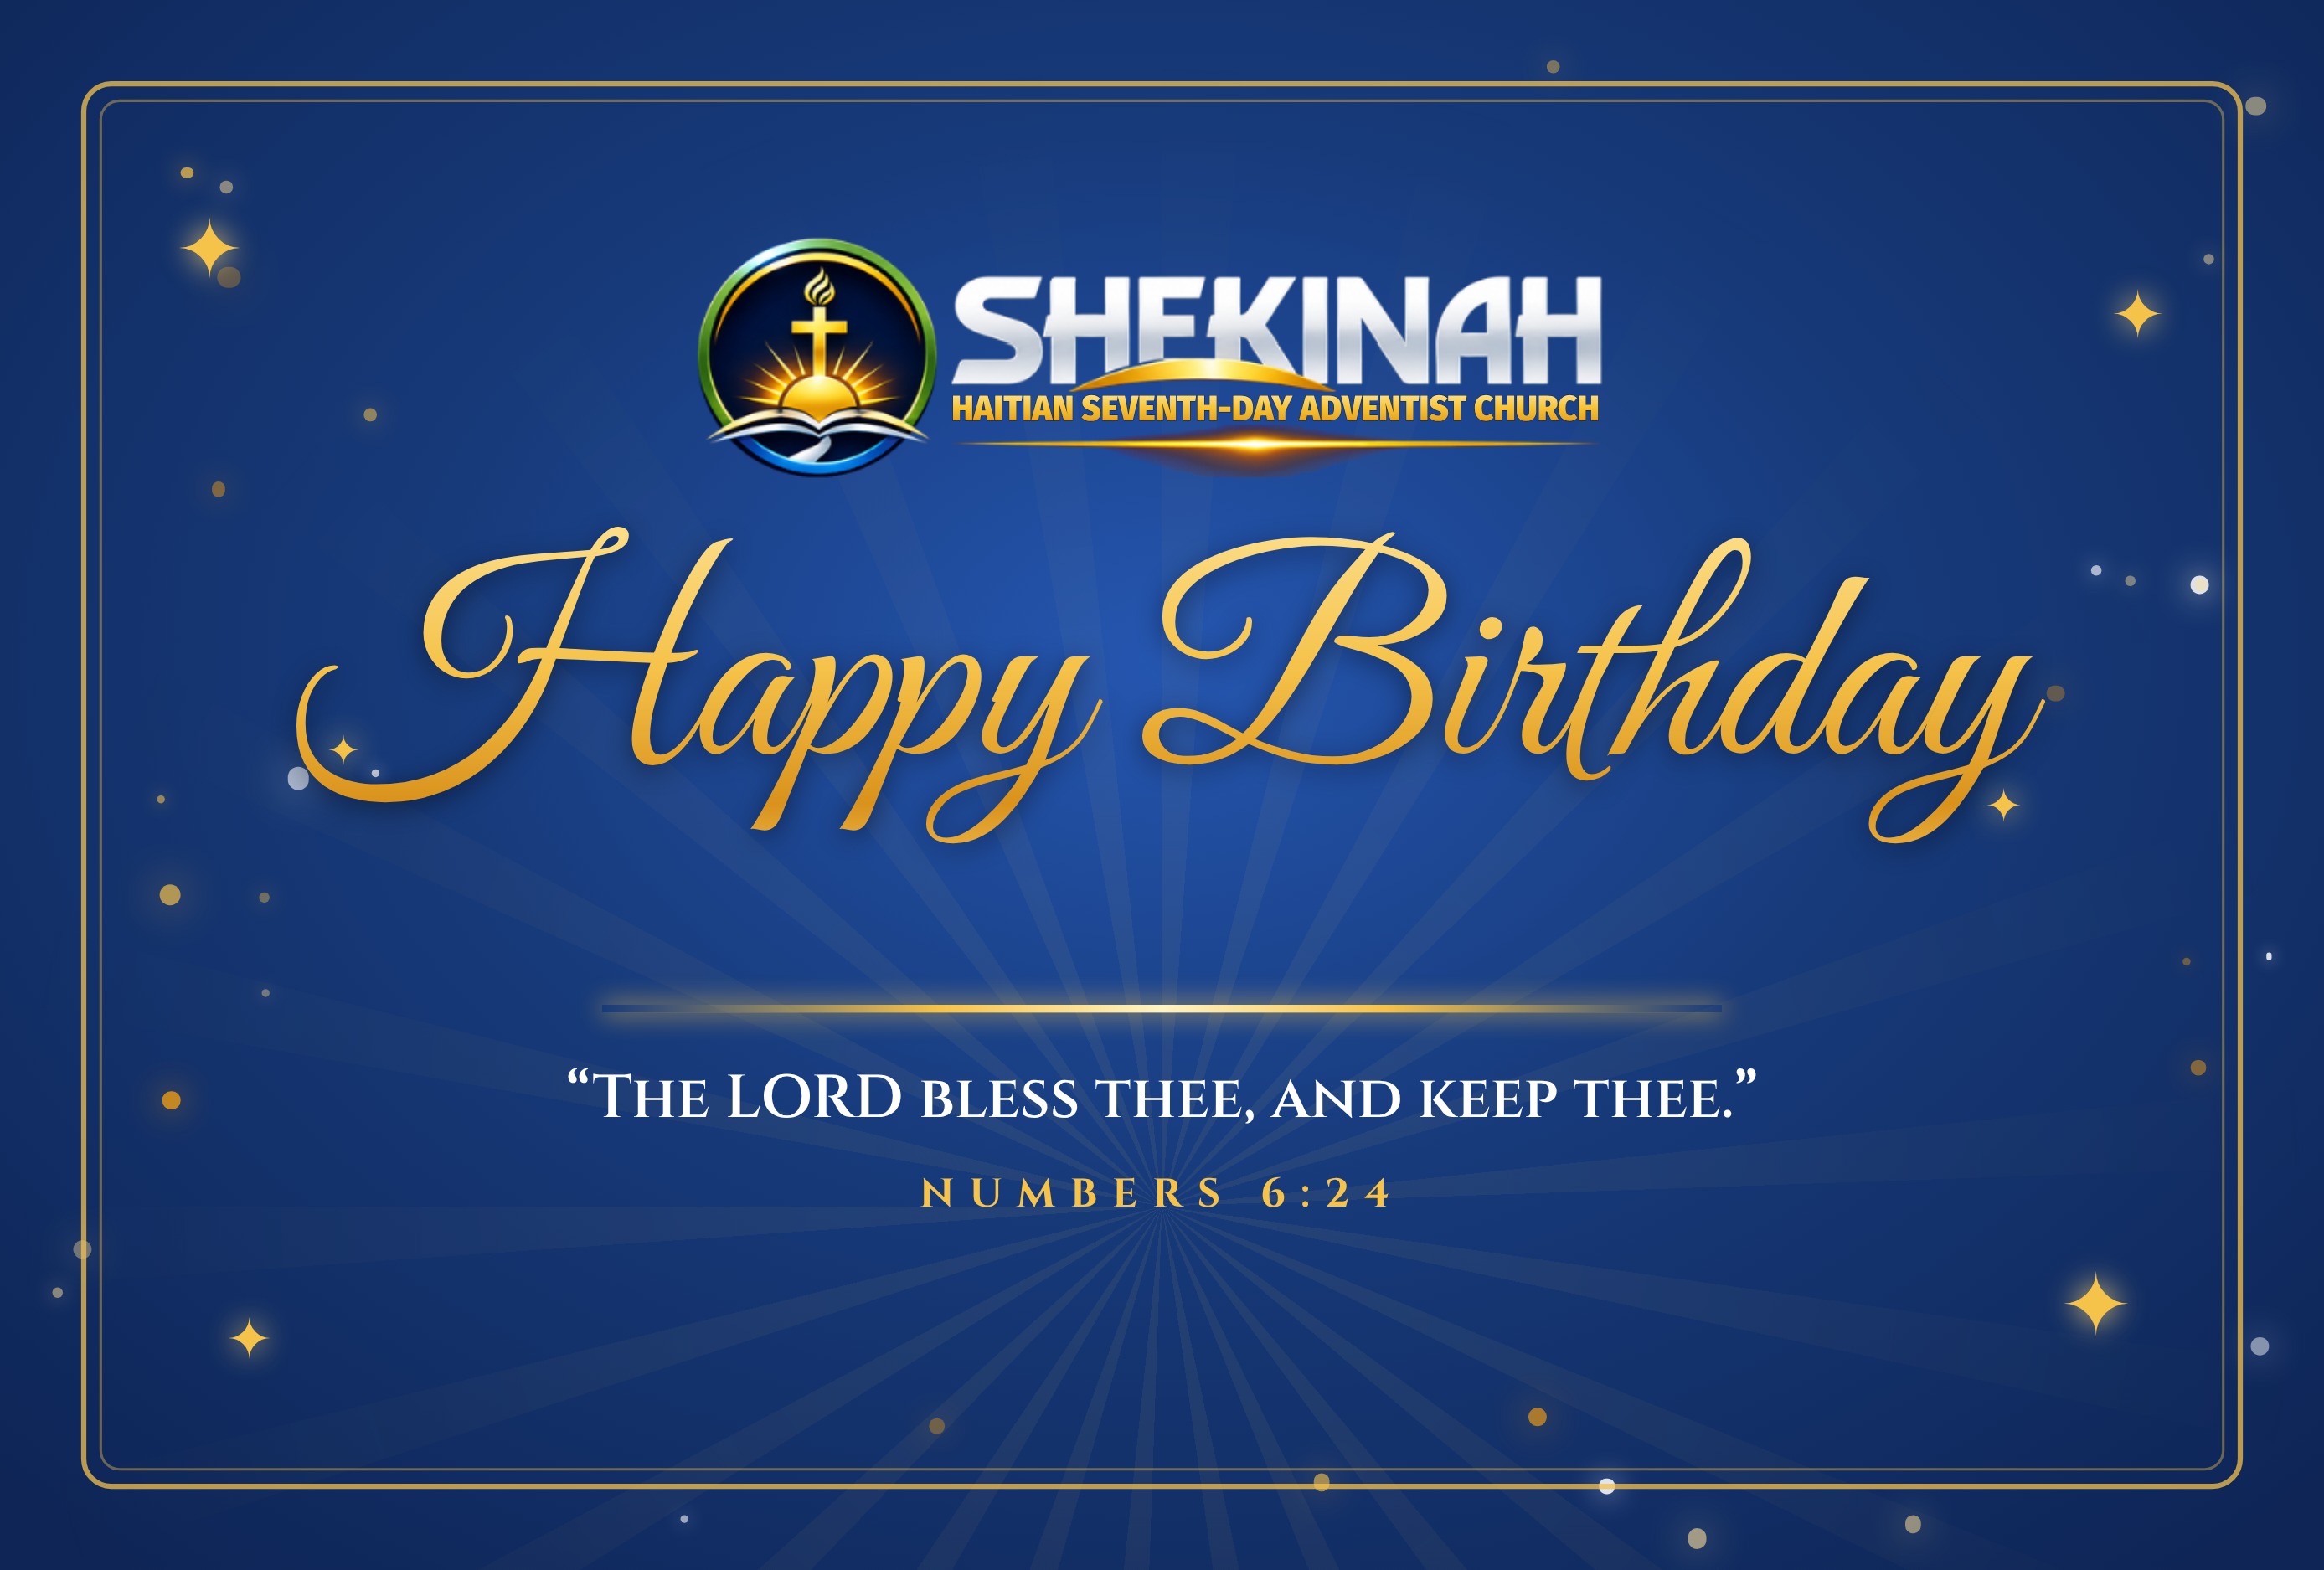 SHEKINAH
HAITIAN SEVENTH-DAY ADVENTIST CHURCH
Happy Birthday
“The LORD bless thee, and keep thee.”
NUMBERS 6:24